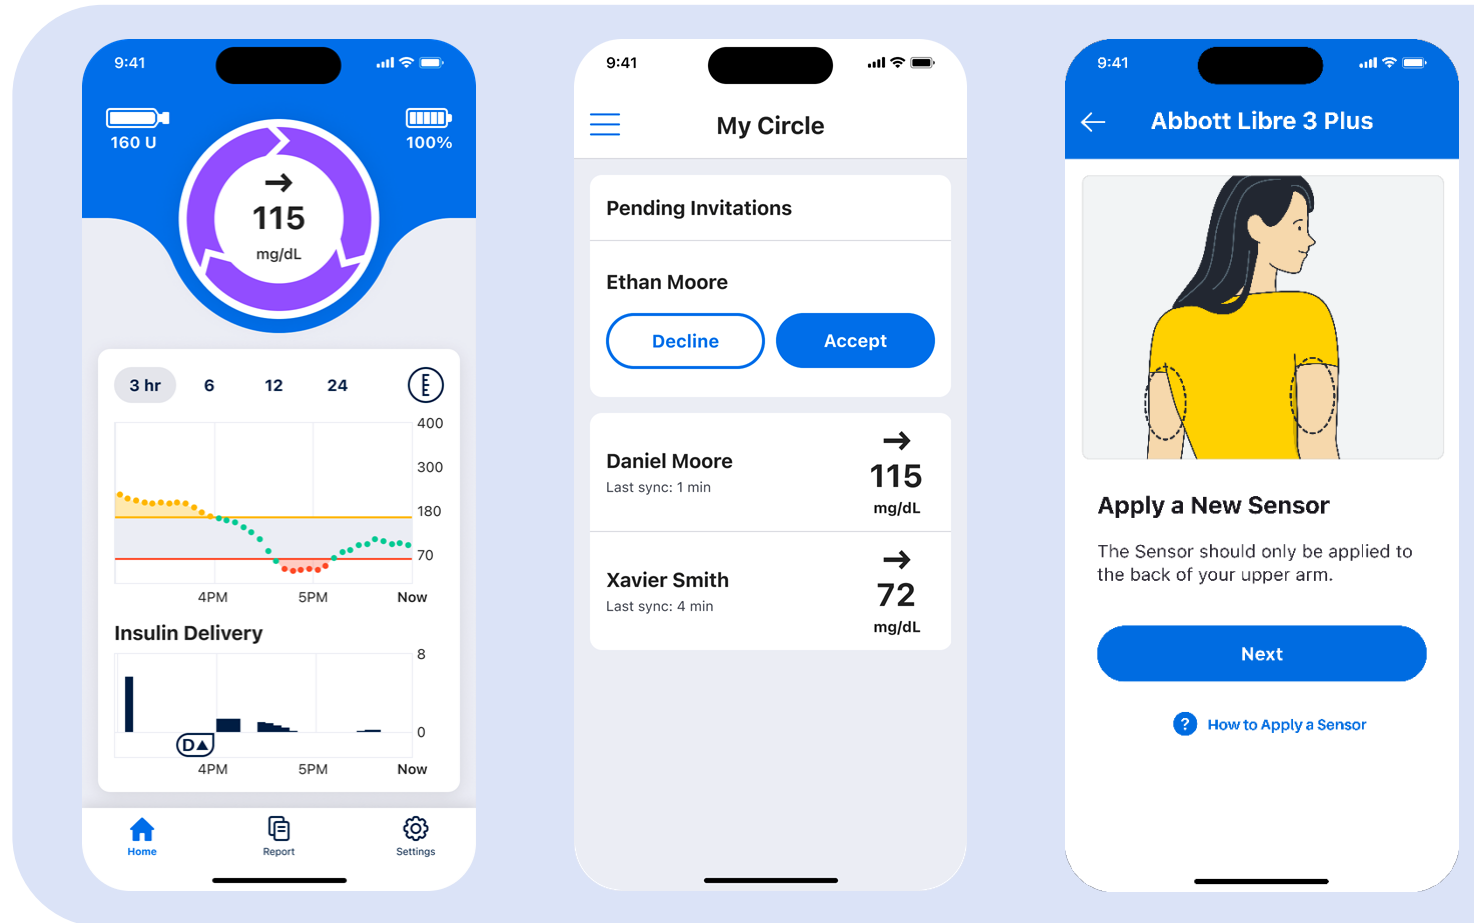 9:41
160 U
100%
115
mg/dL
3 hr 6 12 24
400
300
180
70
4PM 5PM Now
Insulin Delivery
8
0
D
4PM 5PM Now
Home Report Settings
9:41
My Circle
Pending Invitations
Ethan Moore
Decline Accept
Daniel Moore
Last sync: 1 min
115
mg/dL
Xavier Smith
Last sync: 4 min
72
mg/dL
9:41
Abbott Libre 3 Plus
Apply a New Sensor
The Sensor should only be applied to
the back of your upper arm.
Next
? How to Apply a Sensor